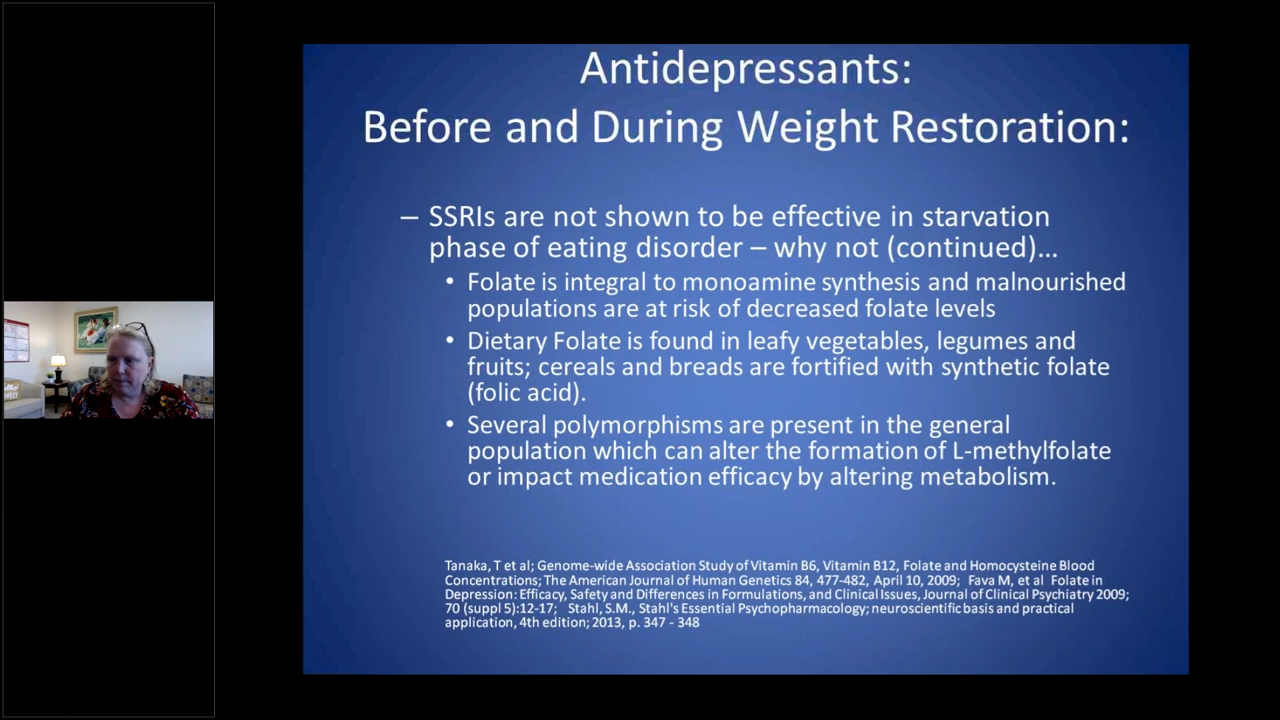 Antidepressants:
Before and During Weight Restoration:
– SSRIs are not shown to be effective in starvation
phase of eating disorder – why not (continued)…
• Folate is integral to monoamine synthesis and malnourished
populations are at risk of decreased folate levels
• Dietary Folate is found in leafy vegetables, legumes and
fruits; cereals and breads are fortified with synthetic folate
(folic acid).
• Several polymorphisms are present in the general
population which can alter the formation of L-methylfolate
or impact medication efficacy by altering metabolism.
Tanaka, T et al; Genome-wide Association Study of Vitamin B6, Vitamin B12, Folate and Homocysteine Blood
Concentrations; The American Journal of Human Genetics 84, 477-482, April 10, 2009; Fava M, et al Folate in
Depression: Efficacy, Safety and Differences in Formulations, and Clinical Issues, Journal of Clinical Psychiatry 2009;
70 (suppl 5):12-17; Stahl, S.M., Stahl's Essential Psychopharmacology; neuroscientific basis and practical
application, 4th edition; 2013, p. 347 - 348